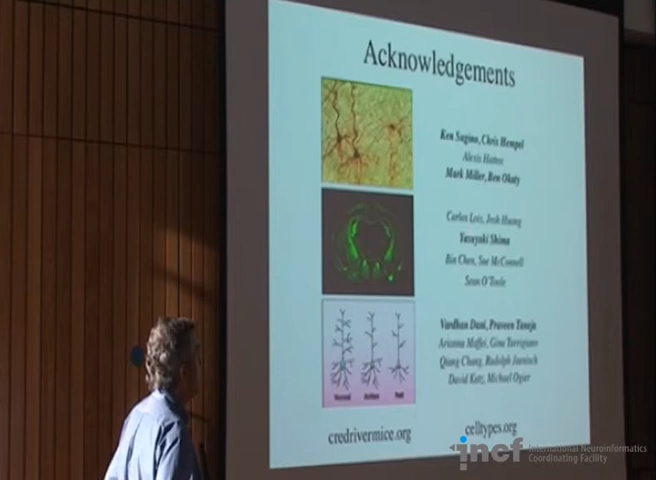 Acknowledgements
Ken Sugino, Chris Hempel
Alexis Hatton
Mark Miller, Ben Okaty
Carlos Lois, Josh Huang
Yasuyuki Shima
Bin Chen, Sue McConnell
Sean O'Toole
Vardhan Dani, Praveen Taneja
Arianna Maffei, Gina Turrigiano
Qiang Chang, Rudolph Jaenisch
David Katz, Michael Ogier
Normal
credrivermice.org
celltypes.org
incf International Neuroinformatics
Coordinating Facility